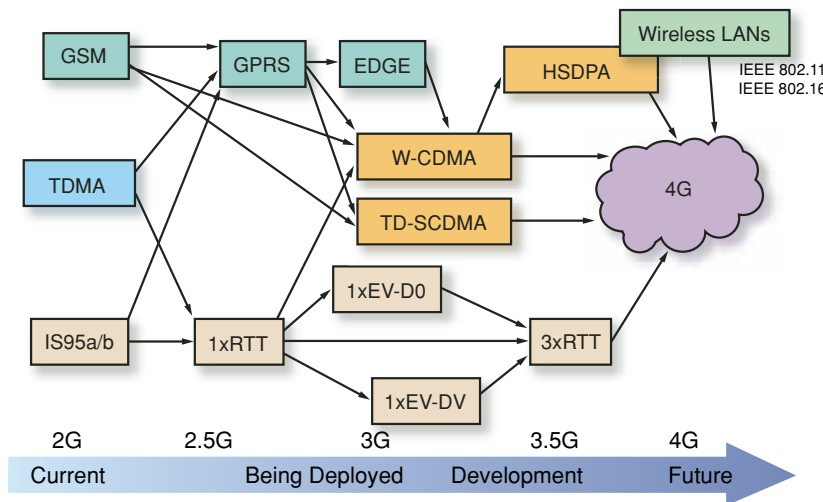 Wireless LANs
GSM
GPRS
EDGE
HSDPA
IEEE 802.11
IEEE 802.16
W-CDMA
TDMA
4G
TD-SCDMA
1xEV-D0
IS95a/b
1xRTT
3xRTT
1xEV-DV
2G
2.5G
3G
3.5G
4G
Current
Being Deployed
Development
Future